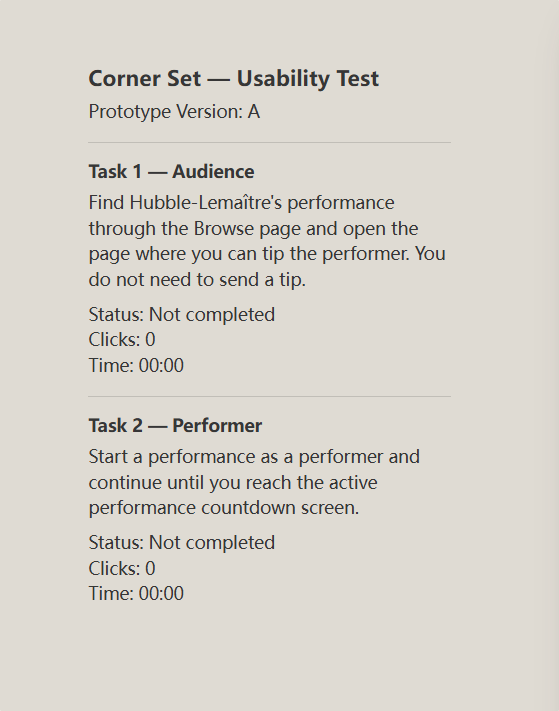 Corner Set — Usability Test
Prototype Version: A
Task 1 — Audience
Find Hubble-Lemaître's performance
through the Browse page and open the
page where you can tip the performer. You
do not need to send a tip.
Status: Not completed
Clicks: 0
Time: 00:00
Task 2 — Performer
Start a performance as a performer and
continue until you reach the active
performance countdown screen.
Status: Not completed
Clicks: 0
Time: 00:00